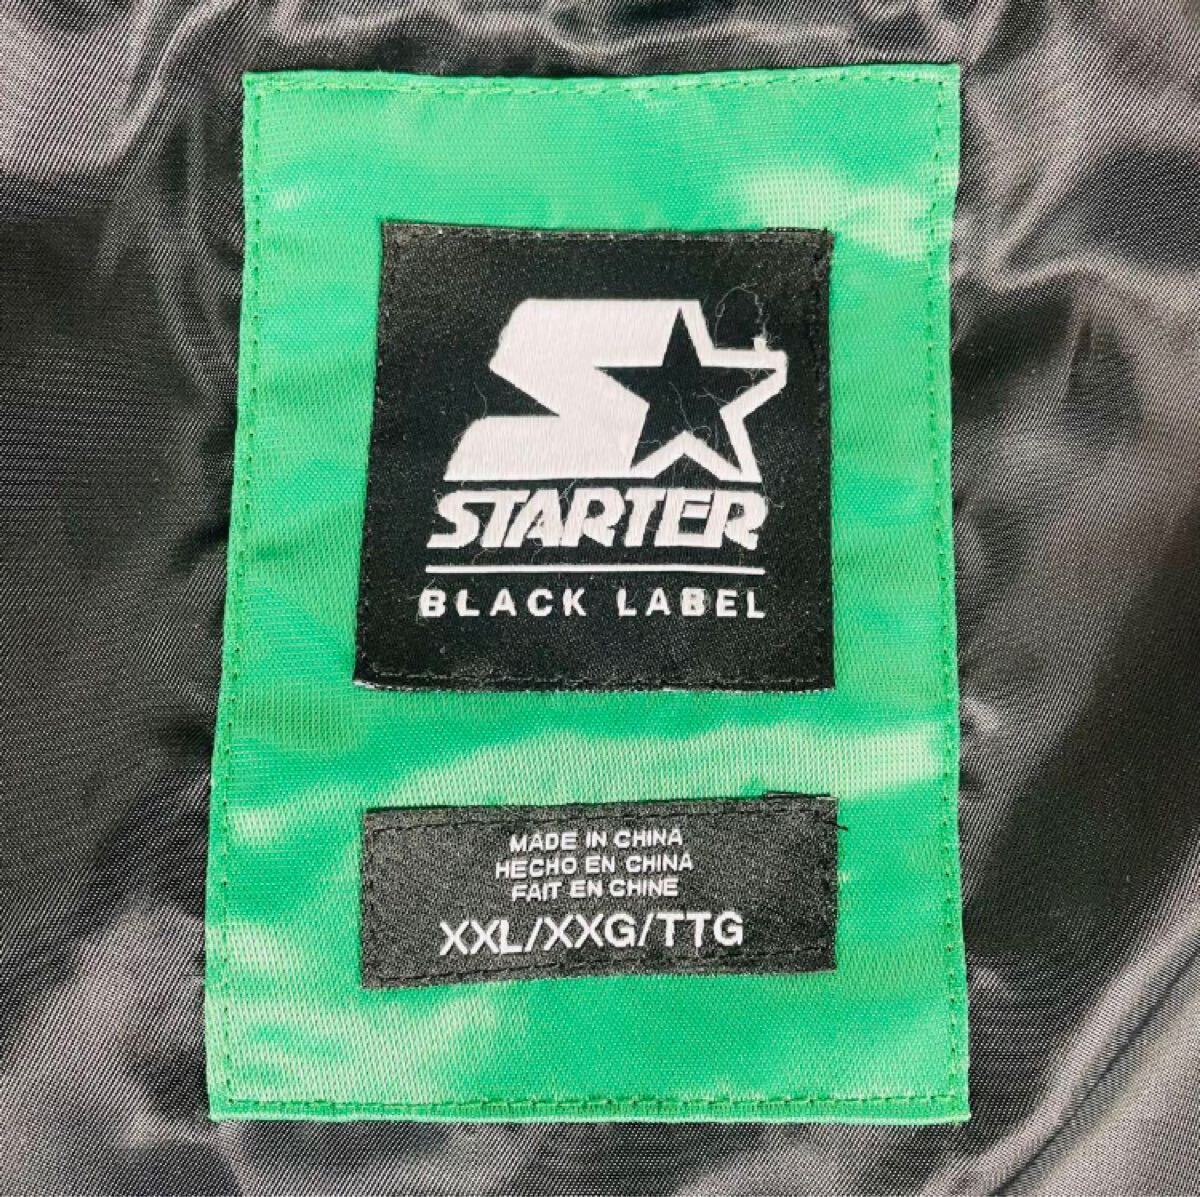 STARTER
BLACK LABEL
MADE IN CHINA
HECHO EN CHINA
FAIT EN CHINE
XXL/XXG/TTG